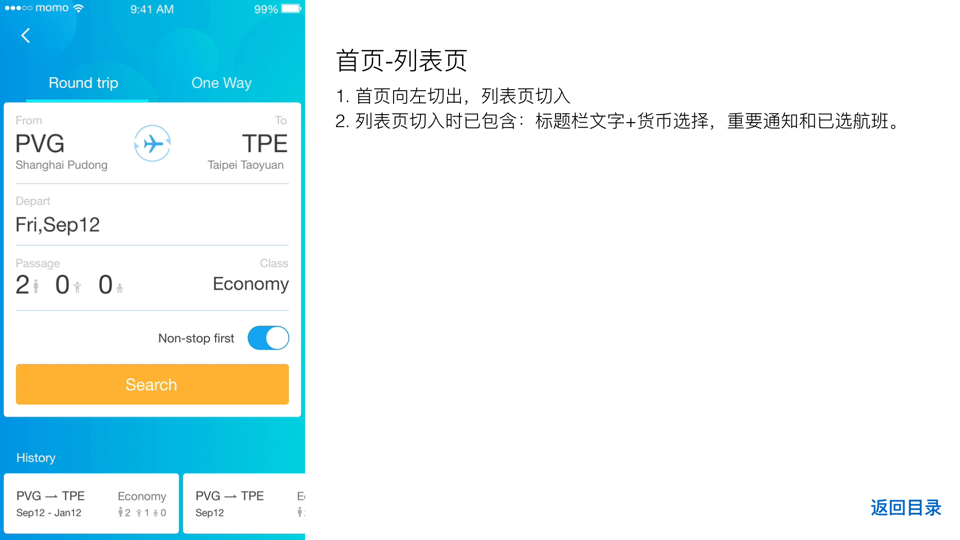 momo 9:41 AM 99%
Round trip One Way
From To
PVG TPE
Shanghai Pudong Taipei Taoyuan
Depart
Fri,Sep12
Passage Class
2 0 0 Economy
Non-stop first
Search
History
PVG → TPE Economy
Sep12 - Jan12 2 1 0
PVG → TPE
Sep12
首页-列表页
1. 首页向左切出，列表页切入
2. 列表页切入时已包含：标题栏文字+货币选择，重要通知和已选航班。
返回目录